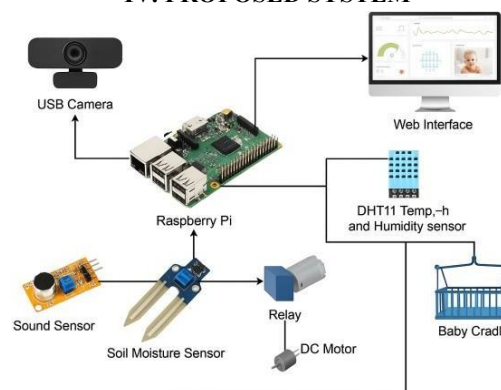 IV. PROPOSED SYSTEM
USB Camera
Web Interface
Raspberry Pi
DHT11 Temp,–h
and Humidity sensor
Sound Sensor
Soil Moisture Sensor
Relay
DC Motor
Baby Cradl